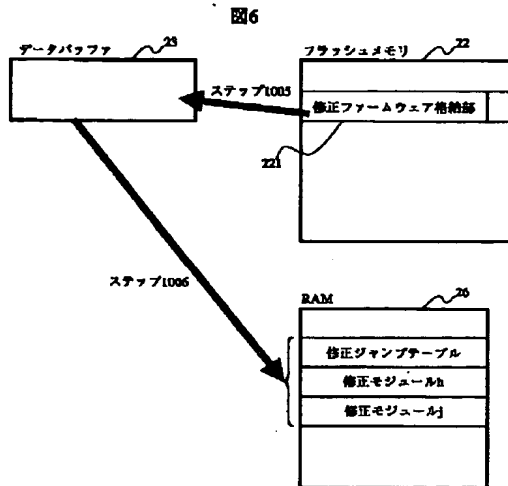 図6
データバッファ
23
フラッシュメモリ
22
ステップ1005
修正ファームウェア格納部
221
ステップ1006
RAM
26
修正ジャンプテーブル
修正モジュールh
修正モジュールj